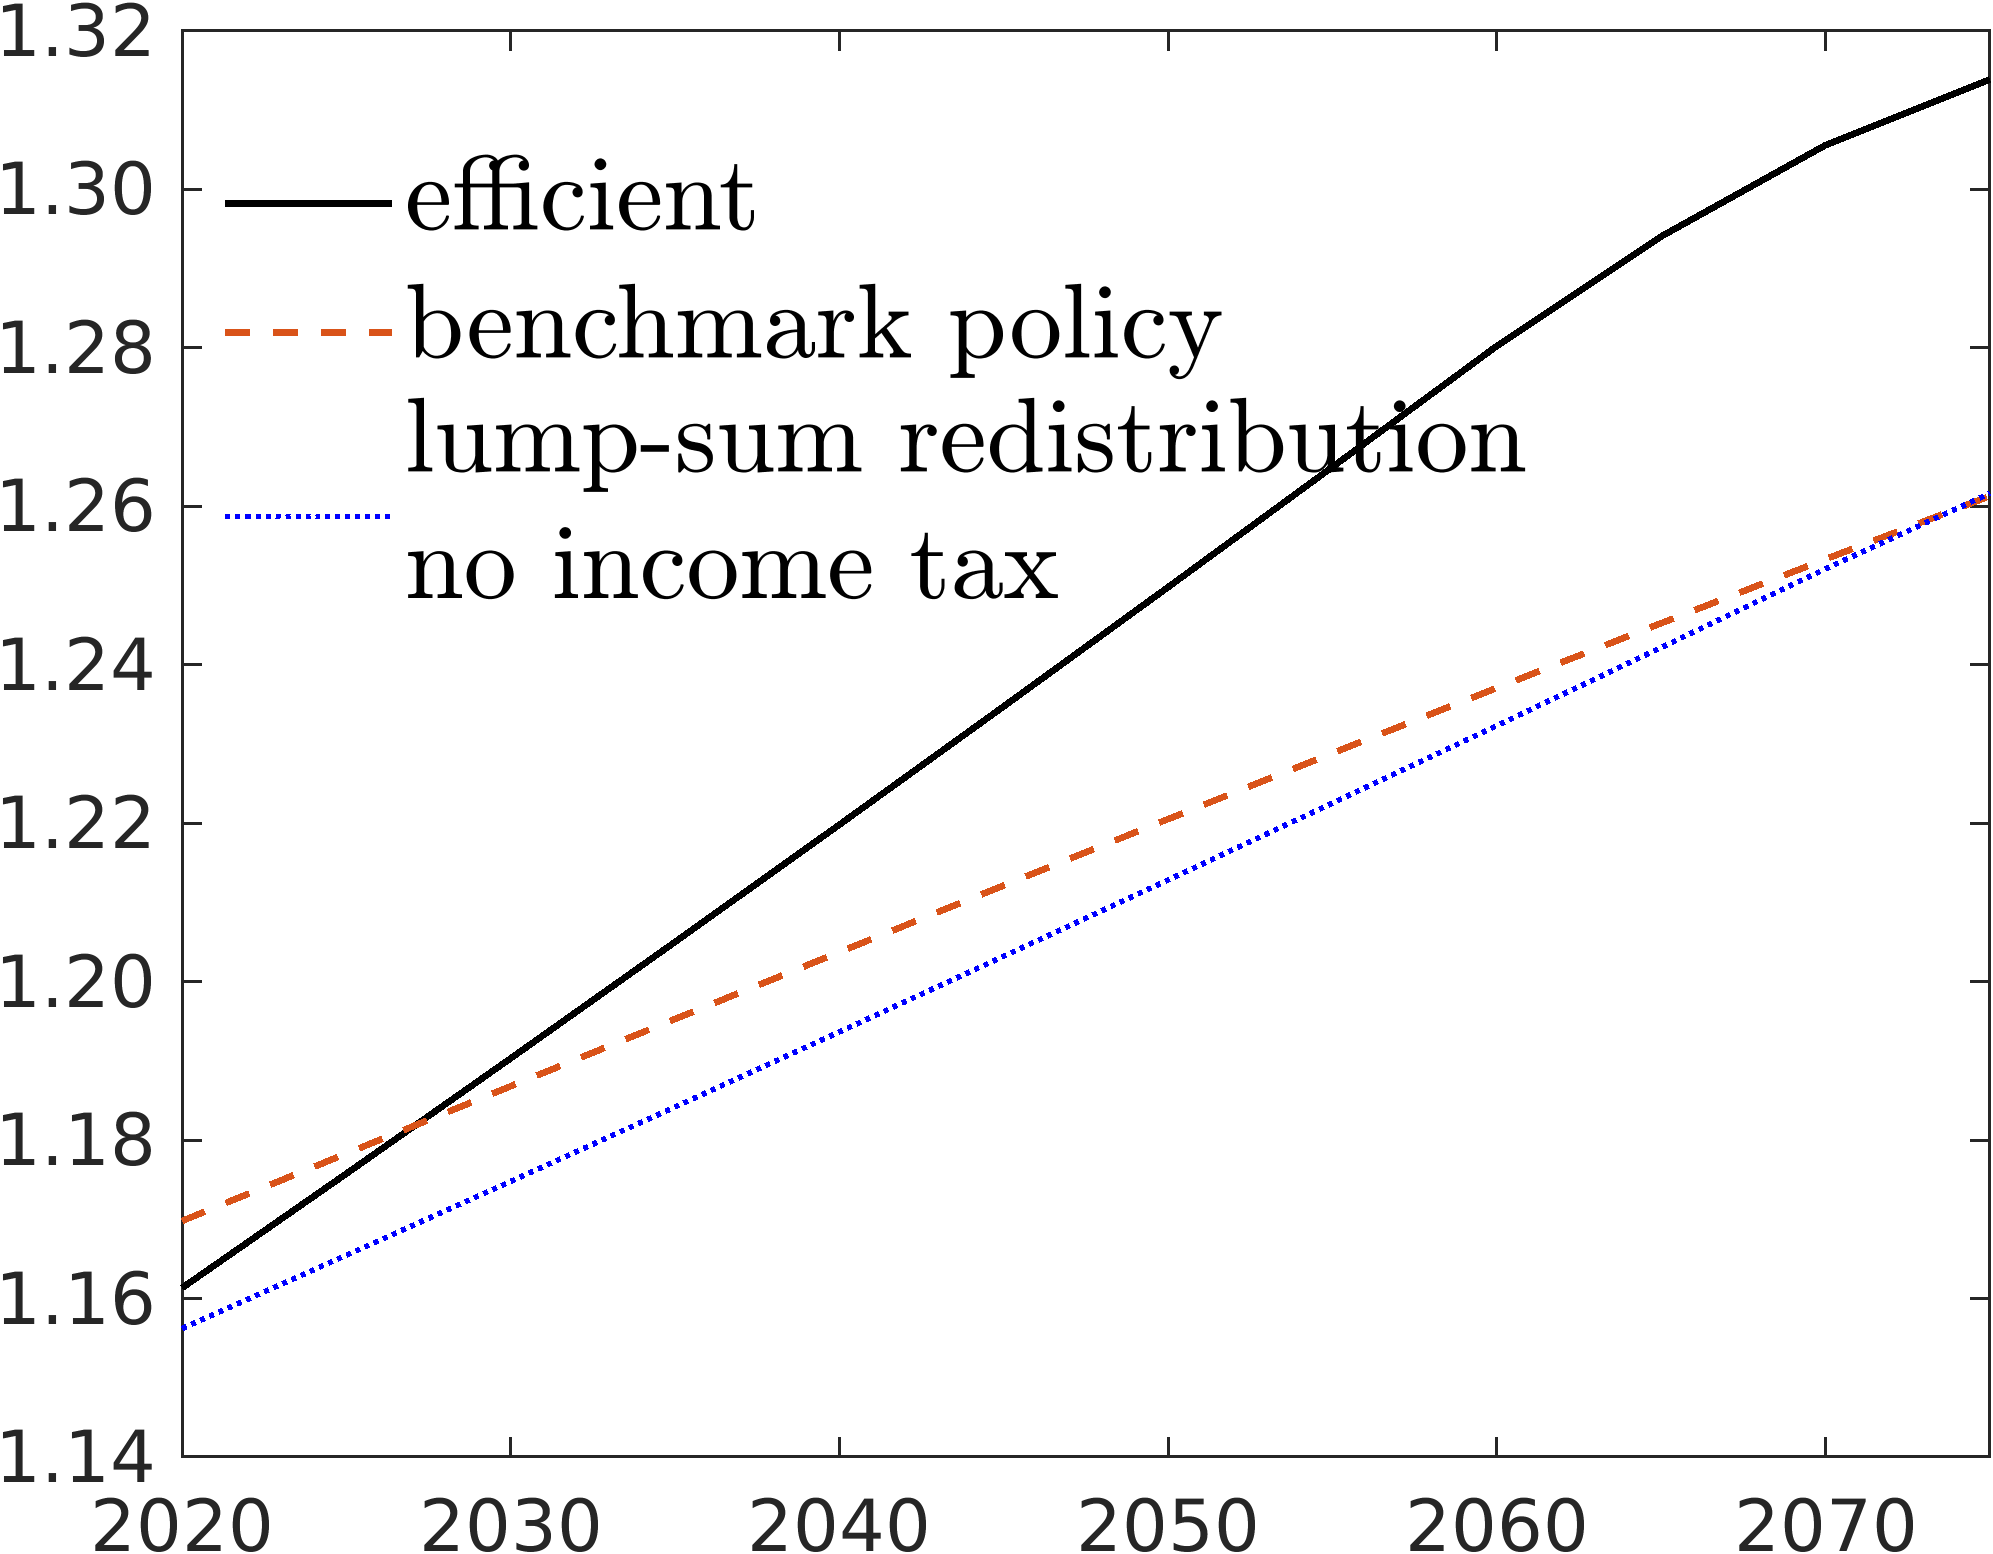 1.32
1.30
1.28
1.26
1.24
1.22
1.20
1.18
1.16
1.14
efficient
benchmark policy
lump-sum redistribution
no income tax
2020 2030 2040 2050 2060 2070